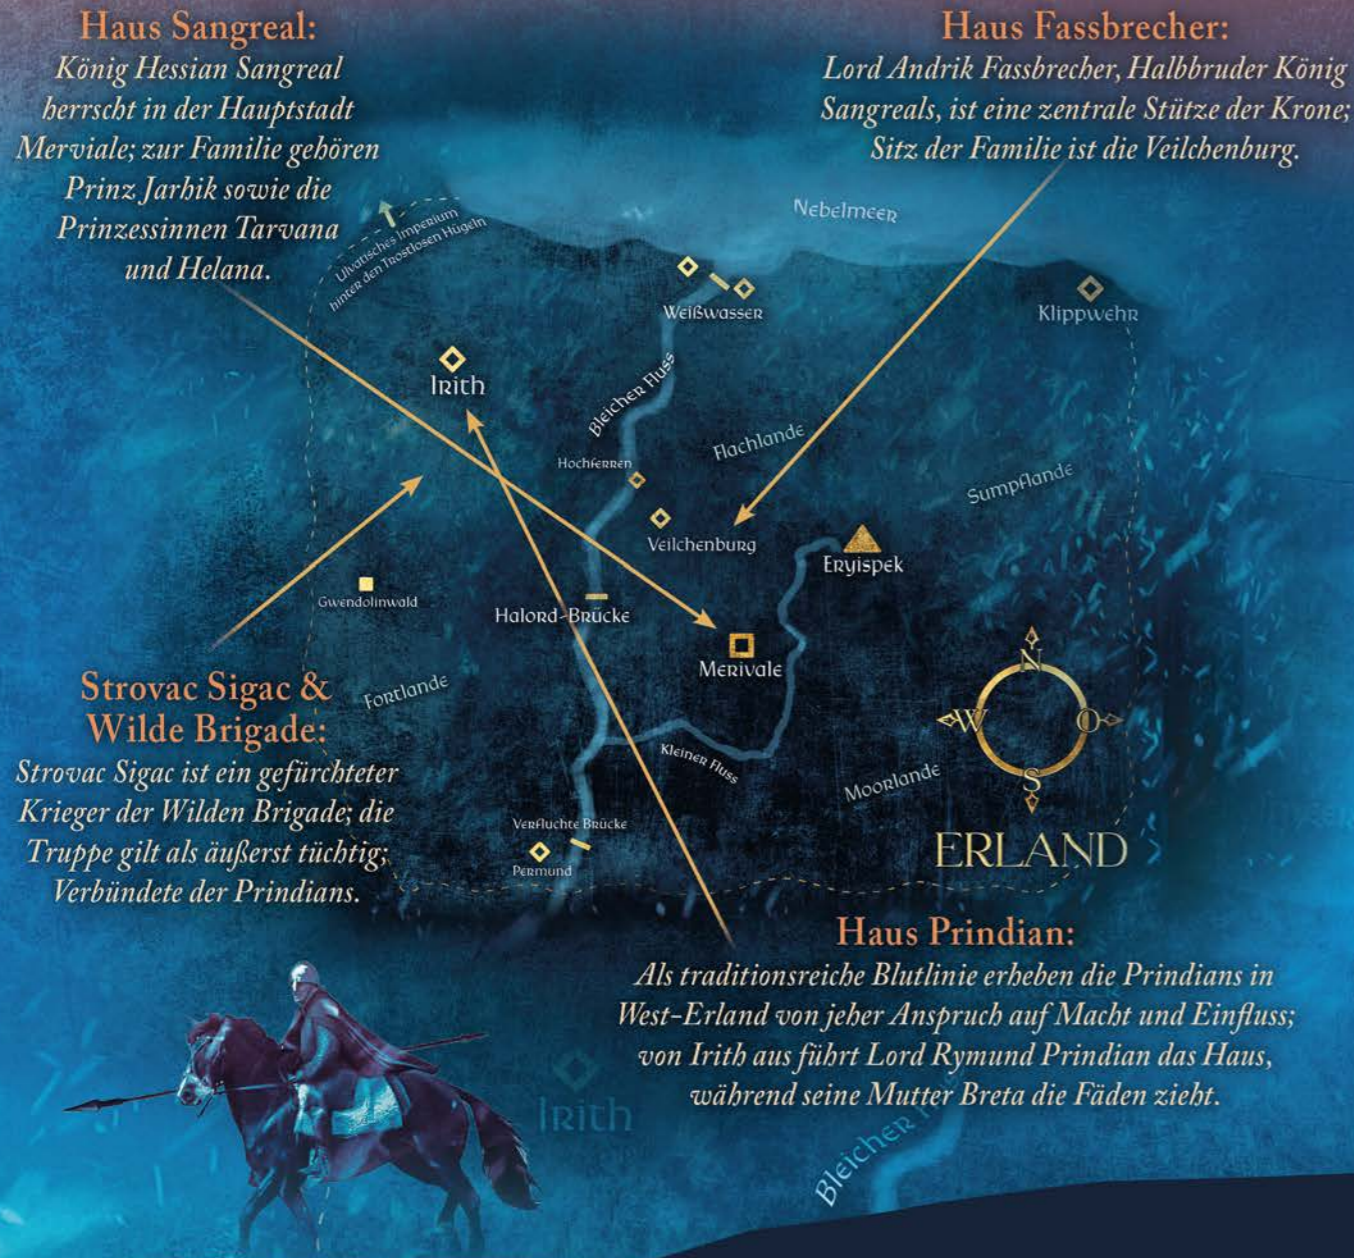 Haus Sangreal:
König Hessian Sangreal
herrscht in der Hauptstadt
Merviale; zur Familie gehören
Prinz Jarhik sowie die
Prinzessinnen Tarvana
und Helana.
Haus Fassbrecher:
Lord Andrik Fassbrecher, Halbbruder König
Sangreals, ist eine zentrale Stütze der Krone;
Sitz der Familie ist die Veilchenburg.
Ulvatisches Imperium
hinter den Trostlosen Hügeln
Nebelmeer
Weißwasser
Klippwehr
Irith
Bleicher Fluss
Flachlande
Hochferren
Sumpflande
Veilchenburg
Eryispek
Gwendolinwald
Halord-Brücke
Merivale
Fortlande
Kleiner Fluss
Moorlande
N
W
O
S
ERLAND
Verfluchte Brücke
Permund
Strovac Sigac &
Wilde Brigade:
Strovac Sigac ist ein gefürchteter
Krieger der Wilden Brigade; die
Truppe gilt als äußerst tüchtig;
Verbündete der Prindians.
Haus Prindian:
Als traditionsreiche Blutlinie erheben die Prindians in
West-Erland von jeher Anspruch auf Macht und Einfluss;
von Irith aus führt Lord Rymund Prindian das Haus,
während seine Mutter Breta die Fäden zieht.
Irith
Bleicher